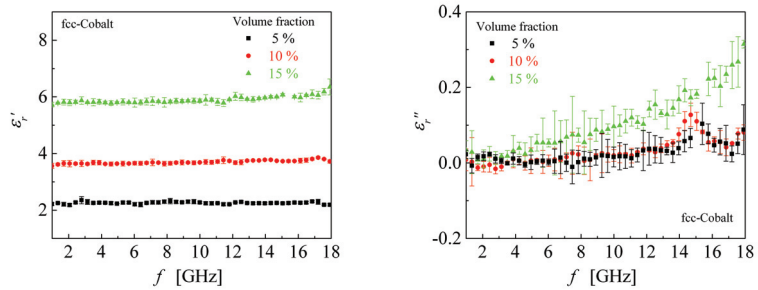 fcc-Cobalt
Volume fraction
5 %
10 %
15 %
8
6
4
2
εr'
2 4 6 8 10 12 14 16 18
f [GHz]
Volume fraction
5 %
10 %
15 %
0.4
0.2
0.0
-0.2
εr''
fcc-Cobalt
2 4 6 8 10 12 14 16 18
f [GHz]